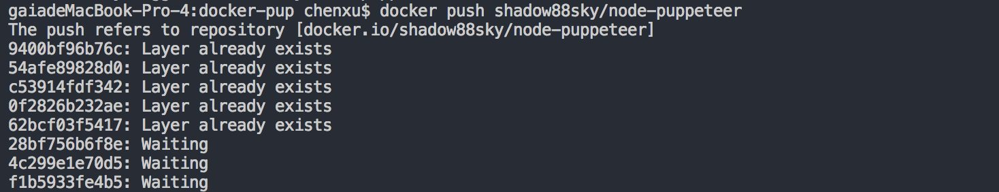 gaiadeMacBook-Pro-4:docker-pup chenxu$ docker push shadow88sky/node-puppeteer
The push refers to repository [docker.io/shadow88sky/node-puppeteer]
9400bf96b76c: Layer already exists
54afe89828d0: Layer already exists
c53914fdf342: Layer already exists
0f2826b232ae: Layer already exists
62bcf03f5417: Layer already exists
28bf756b6f8e: Waiting
4c299e1e70d5: Waiting
f1b5933fe4b5: Waiting